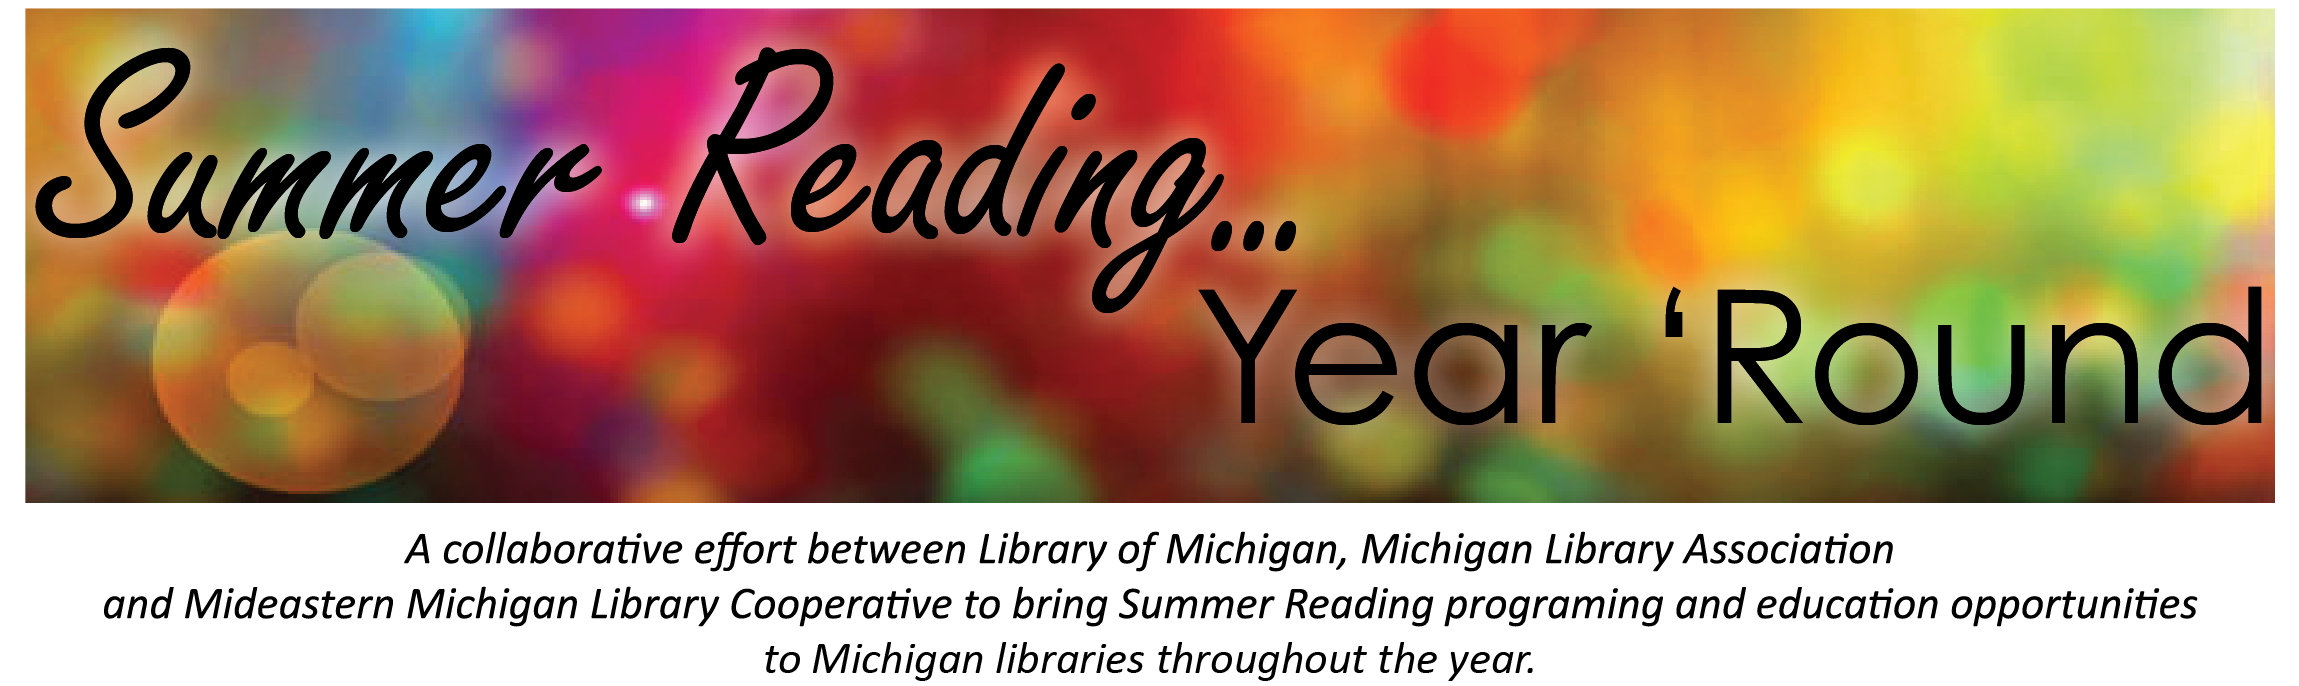 Summer Reading...
Year ‘Round
A collaborative effort between Library of Michigan, Michigan Library Association
and Mideastern Michigan Library Cooperative to bring Summer Reading programing and education opportunities
to Michigan libraries throughout the year.